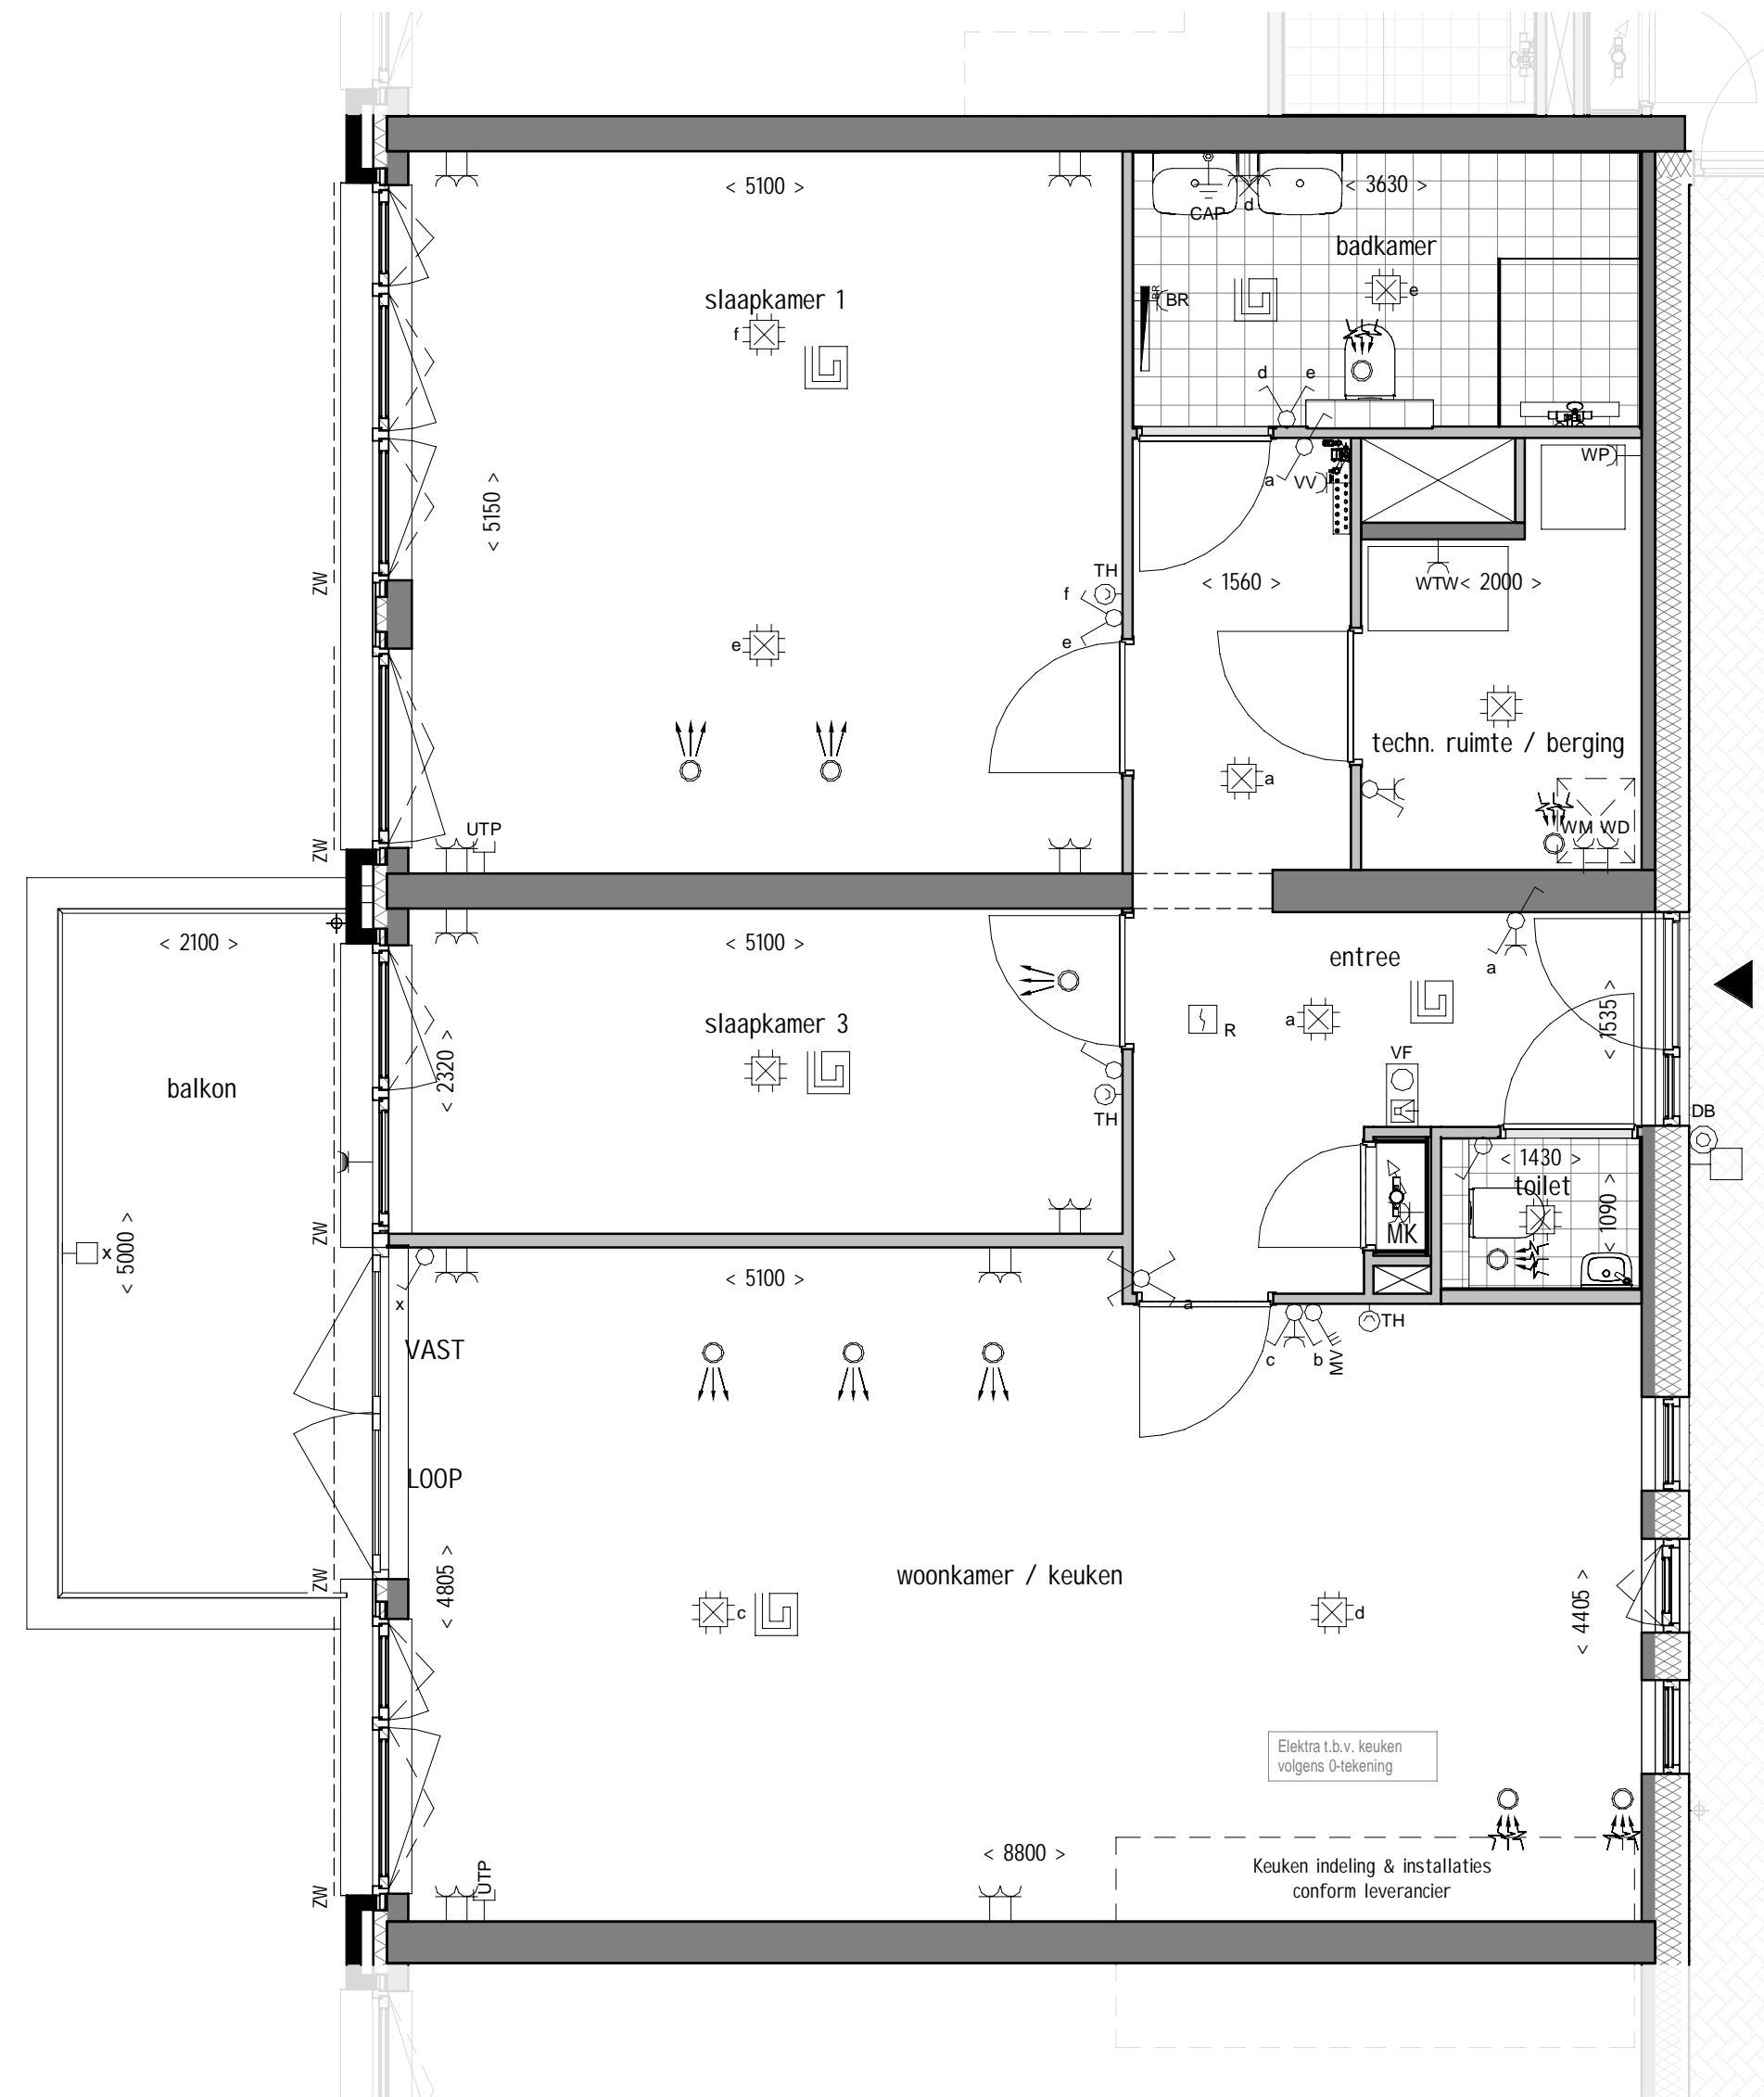 < 5100 >
< 3630 >
CAP
d
badkamer
slaapkamer 1
f
e
BR
BR
d
e
< 5150 >
a
VV
WP
TH
f
e
< 1560 >
WTW
< 2000 >
ZW
e
techn. ruimte / berging
a
WM
WD
UTP
ZW
< 2100 >
< 5100 >
entree
a
slaapkamer 3
R
a
< 1535 >
< 2320 >
VF
balkon
TH
DB
< 1430 >
toilet
< 1090 >
MK
x
< 5000 >
ZW
< 5100 >
x
a
TH
c
b
MV
VAST
LOOP
woonkamer / keuken
ZW
< 4805 >
c
d
< 4405 >
Elektra t.b.v. keuken
volgens 0-tekening
< 8800 >
Keuken indeling & installaties
conform leverancier
UTP
ZW